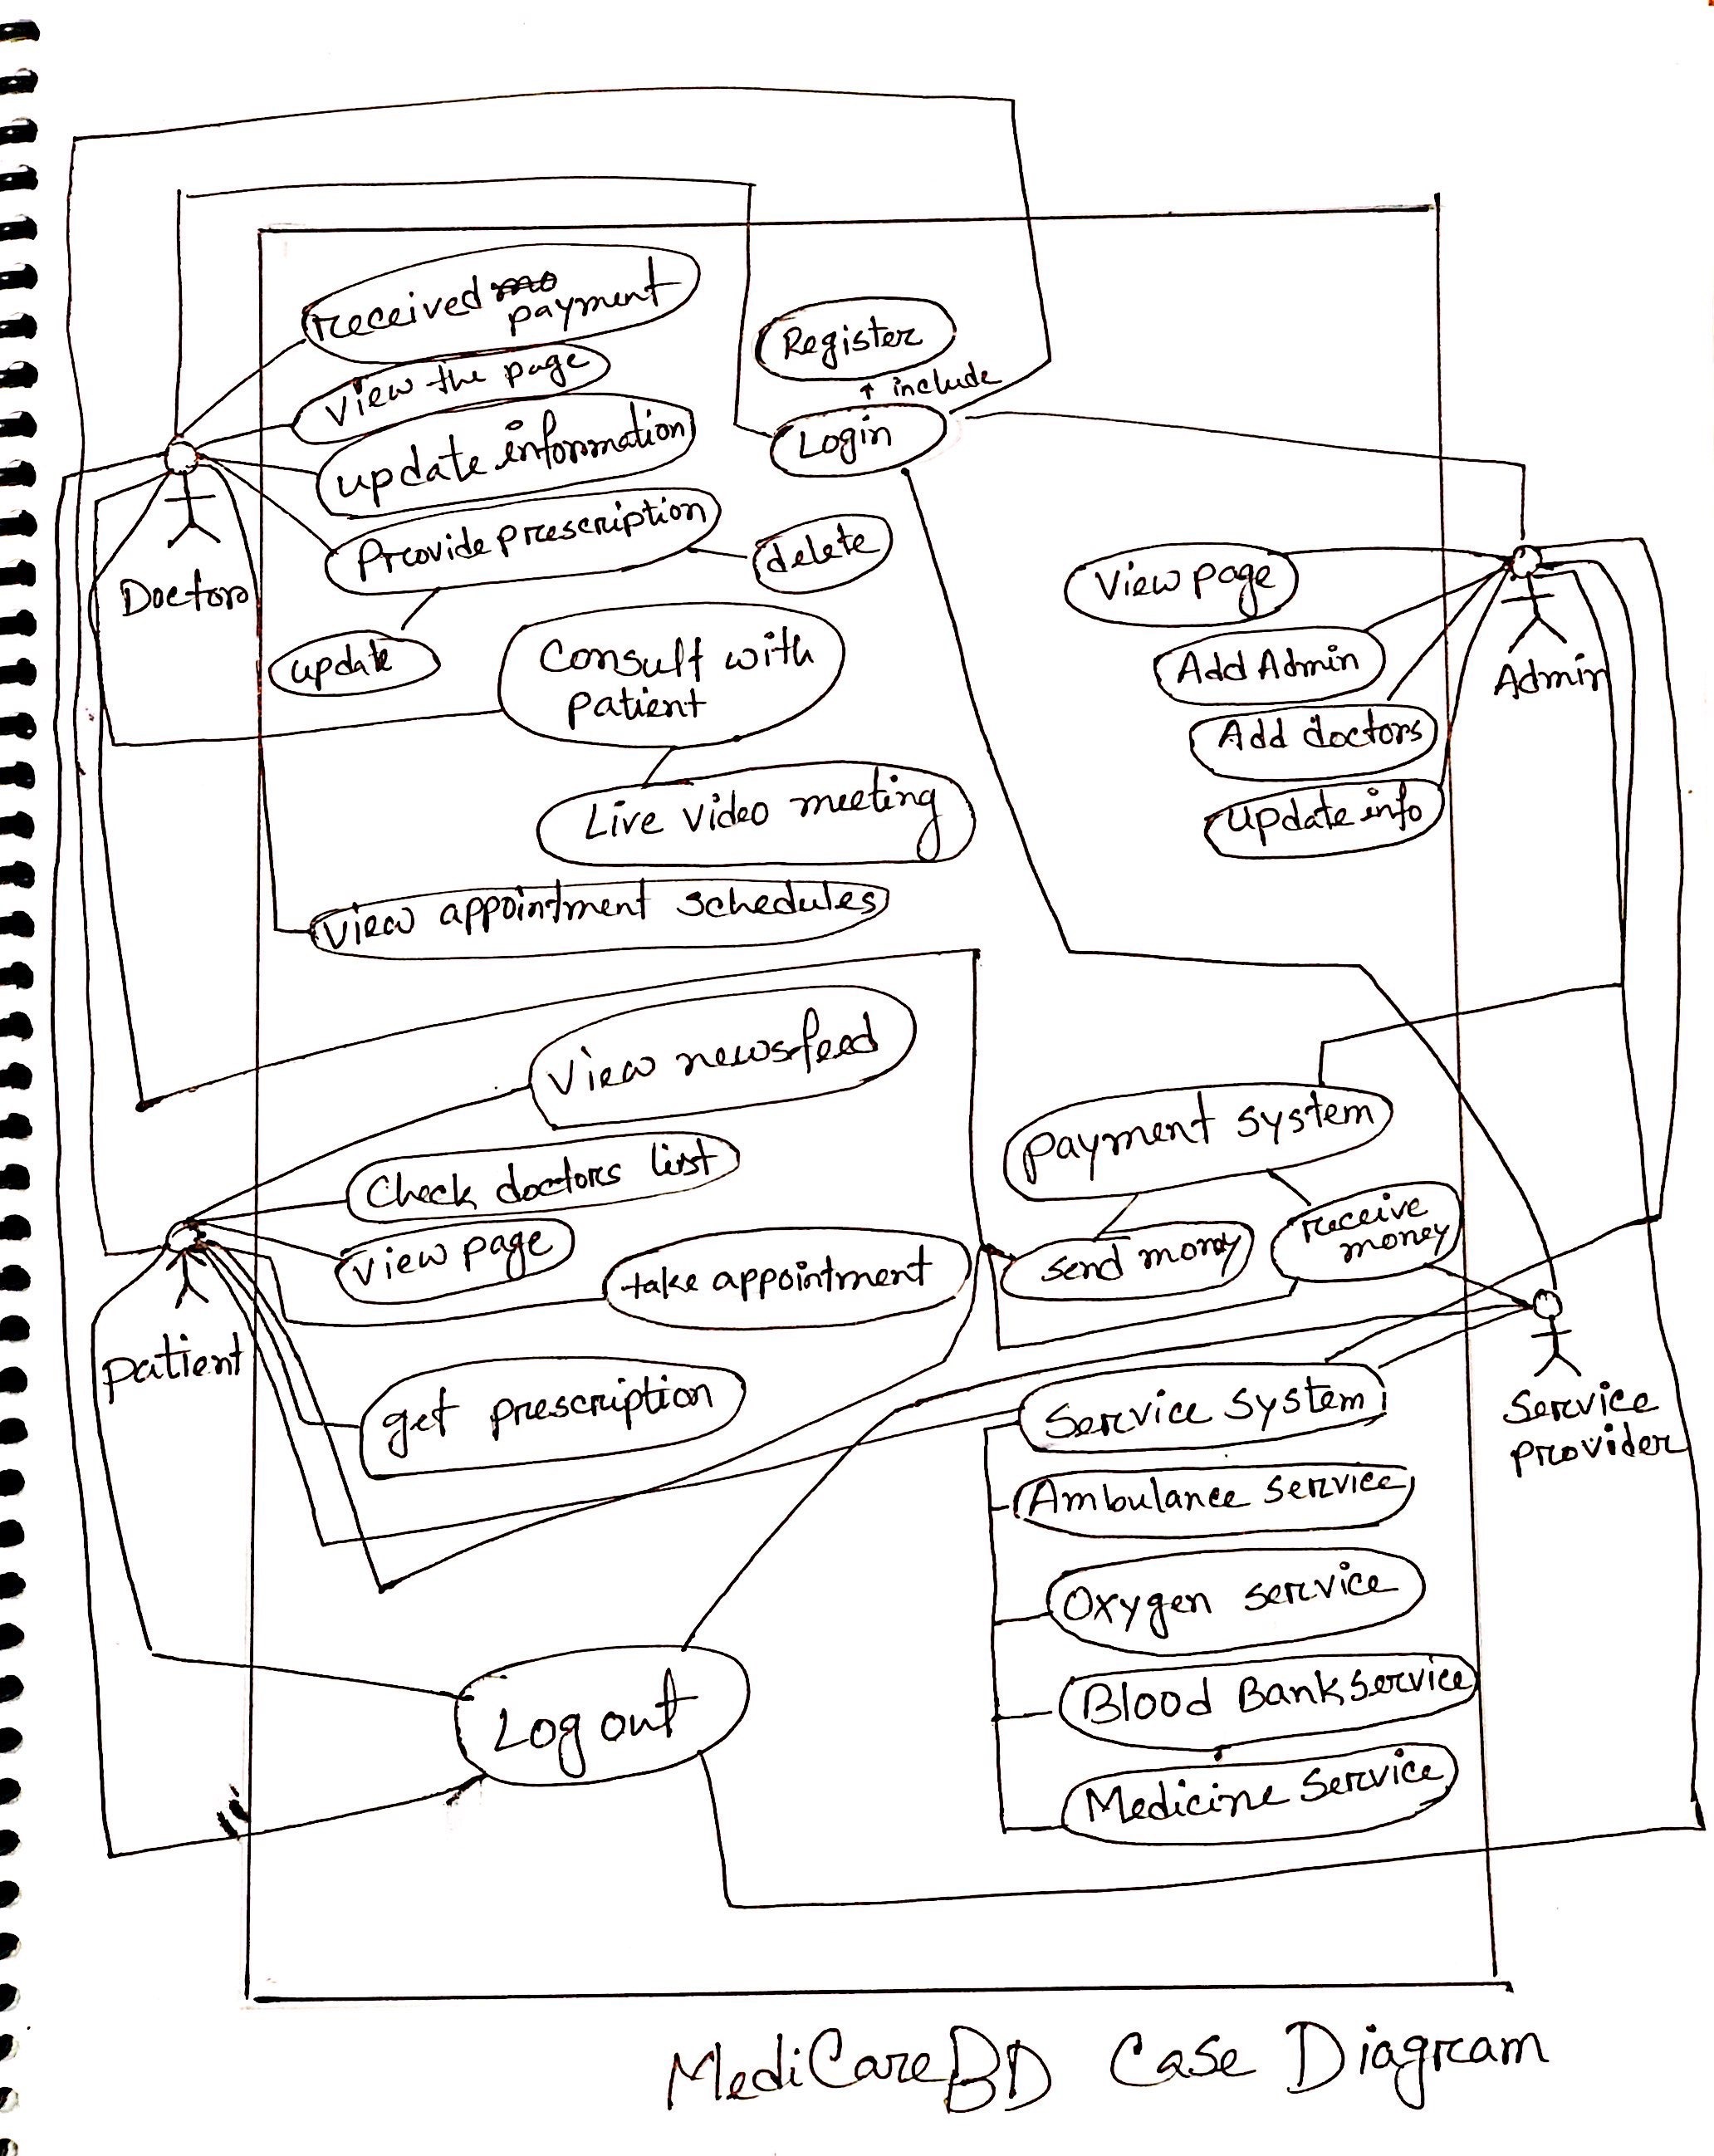 received
payment
View the page
update information
Provide prescription
delete
update
Doctors
Consult with
patient
Live video meeting
view appointment schedules
Register
↑ include
Login
View page
Add Admin
Add doctors
update info
Admin
view newsfeed
Check doctors list
view page
take appointment
get prescription
patient
payment system
send money
receive
money
Service system
Ambulance service
Oxygen service
Blood Bank service
Medicine service
Service
provider
Log out
MediCareBD Case Diagram